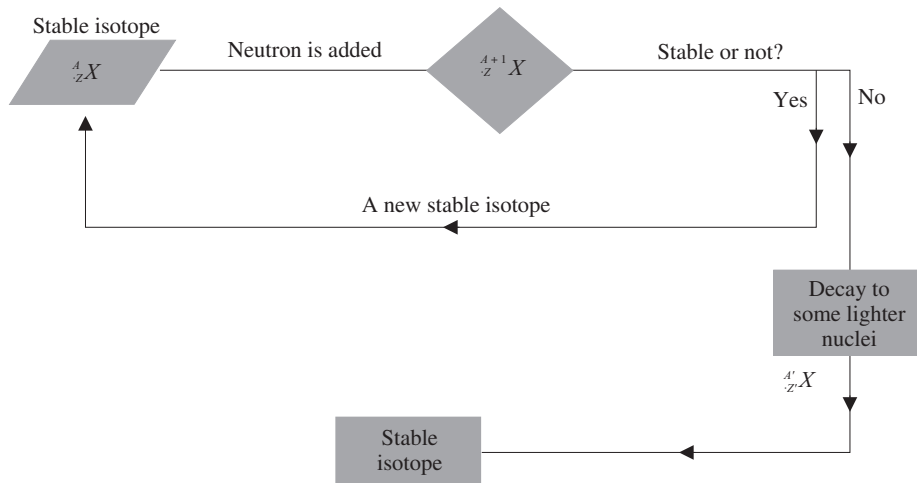 Stable isotope
Neutron is added
Stable or not?
^{A}_{·Z}X
^{A+1}_{·Z}X
Yes
No
A new stable isotope
Decay to
some lighter
nuclei
^{A′}_{·Z′}X
Stable
isotope